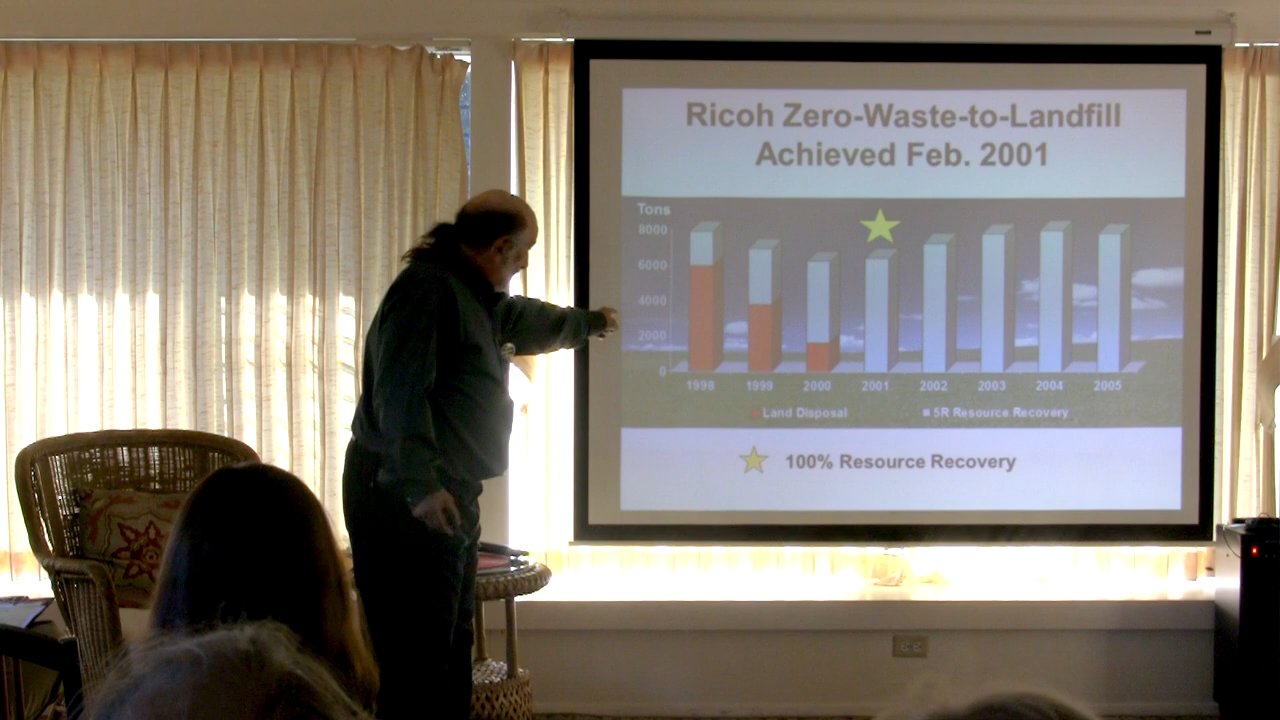 Ricoh Zero-Waste-to-Landfill
Achieved Feb. 2001
Tons
8000
6000
4000
2000
0
1998 1999 2000 2001 2002 2003 2004 2005
Land Disposal 5R Resource Recovery
100% Resource Recovery